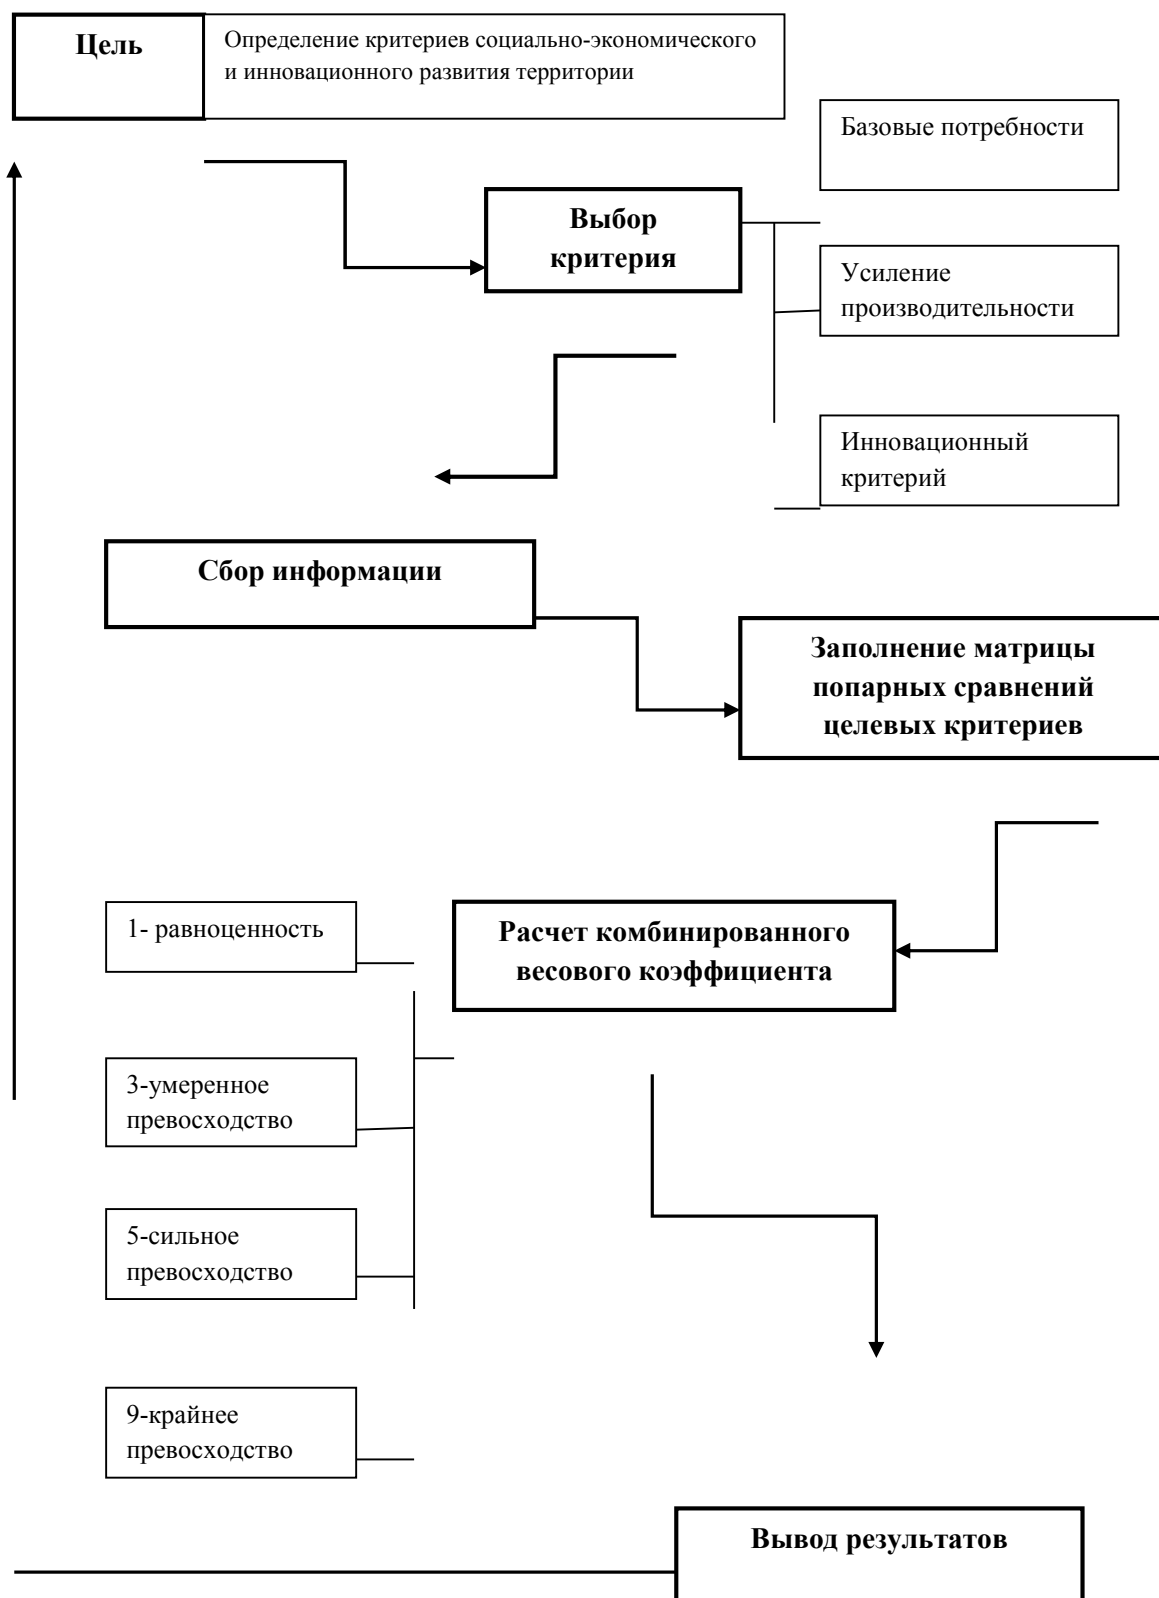 Цель
Определение критериев социально-экономического
и инновационного развития территории
Базовые потребности
Выбор
критерия
Усиление
производительности
Инновационный
критерий
Сбор информации
Заполнение матрицы
попарных сравнений
целевых критериев
1- равноценность
Расчет комбинированного
весового коэффициента
3-умеренное
превосходство
5-сильное
превосходство
9-крайнее
превосходство
Вывод результатов